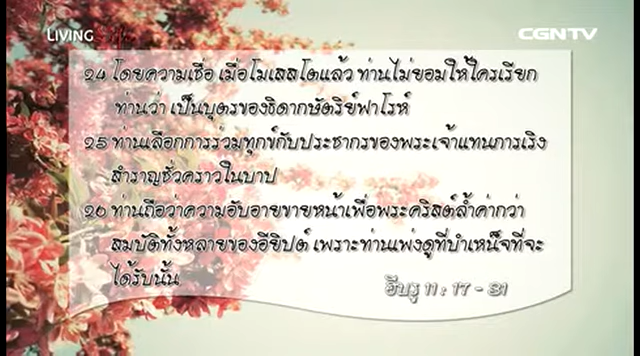 LIVING
CGNTV
24 โดยความเชื่อ เมื่อโมเสสโตแล้ว ท่านไม่ยอมให้ใครเรียก
ท่านว่า เป็นบุตรของธิดากษัตริย์ฟาโรห์
25 ท่านเลือกการร่วมทุกข์กับประชากรของพระเจ้าแทนการเริง
สำราญชั่วคราวในบาป
26 ท่านถือว่าความอับอายขายหน้าเพื่อพระคริสต์ล้ำค่ากว่า
สมบัติทั้งหลายของอียิปต์ เพราะท่านเพ่งดูที่บำเหน็จที่จะ
ได้รับนั้น
ฮีบรู 11 : 17 - 31